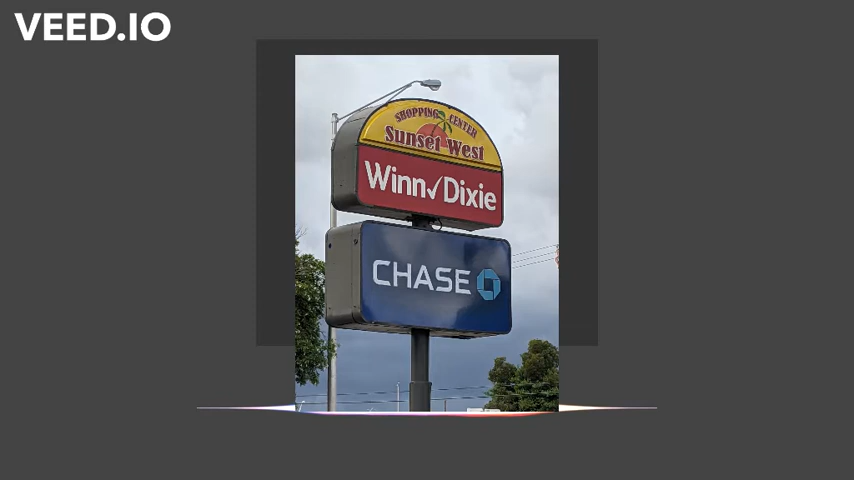 VEED.IO
SHOPPING CENTER
Sunset West
Winn✓Dixie
CHASE